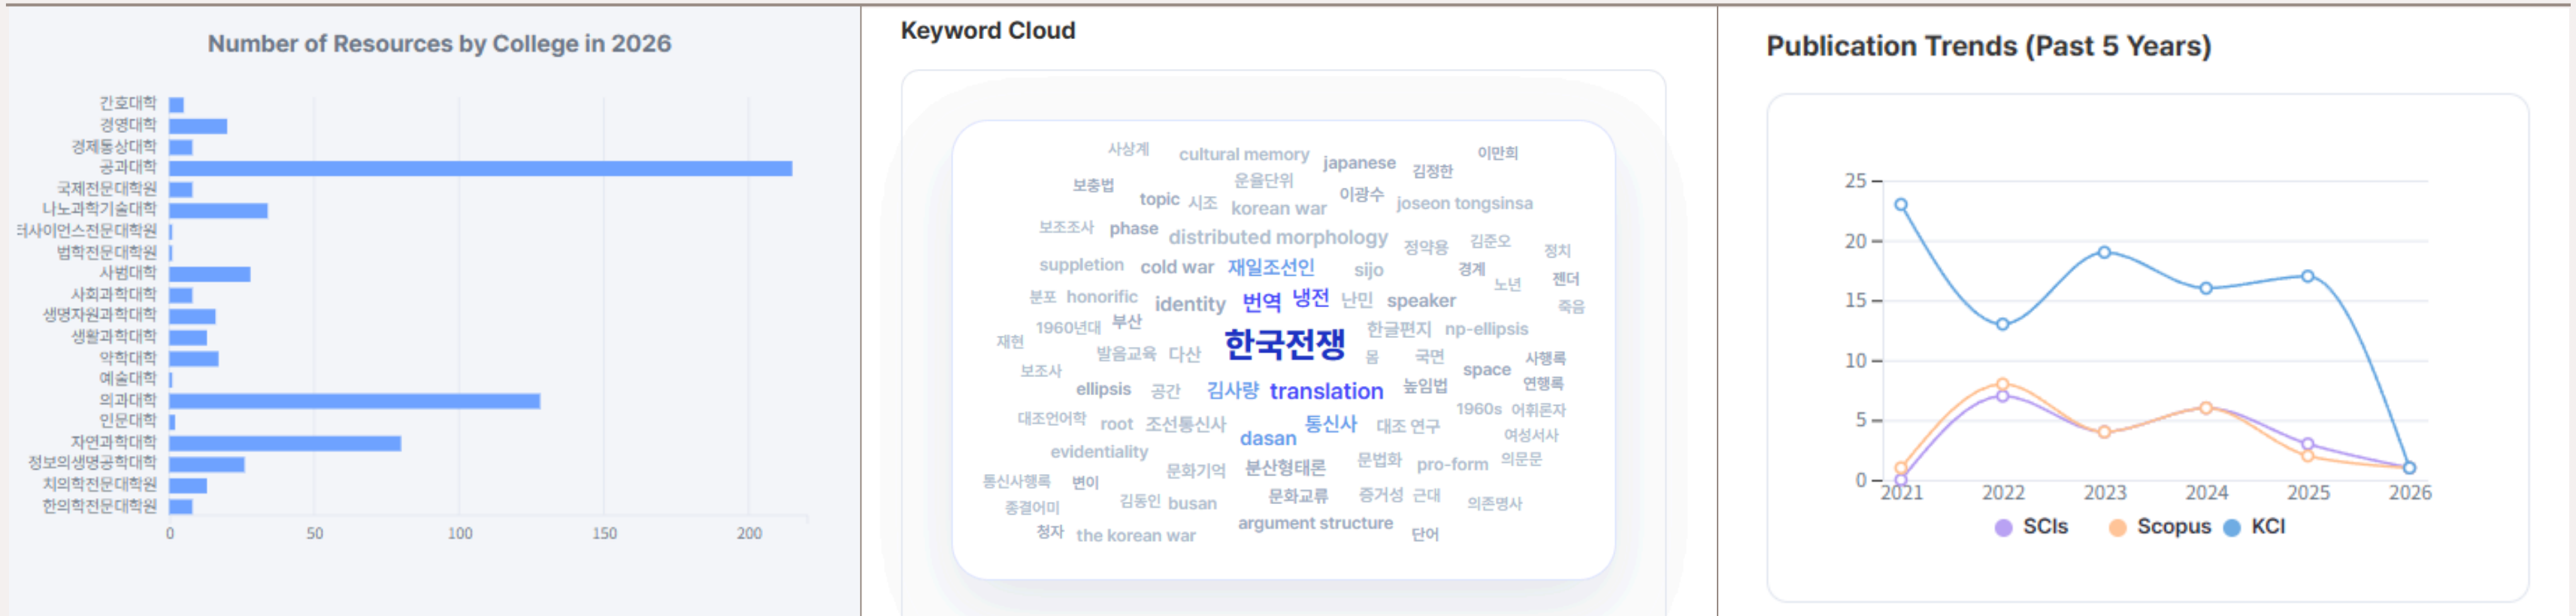 Number of Resources by College in 2026
간호대학
경영대학
경제통상대학
공과대학
국제전문대학원
나노과학기술대학
터사이언스전문대학원
법학전문대학원
사범대학
사회과학대학
생명자원과학대학
생활과학대학
약학대학
예술대학
의과대학
인문대학
자연과학대학
정보의생명공학대학
치의학전문대학원
한의학전문대학원
0 50 100 150 200
Keyword Cloud
사상계 cultural memory japanese 김정한 이만희
보충법 운율단위
topic 시조 korean war 이광수 joseon tongsinsa
보조조사 phase distributed morphology 정약용 김준오 정치
suppletion cold war 재일조선인 sijo 경계 노년 젠더
분포 honorific identity 번역 냉전 난민 speaker 죽음
1960년대 부산 한국전쟁 한글편지 np-ellipsis
재현 발음교육 다산 몸 국면 사행록
보조사 space
ellipsis 공간 김사량 translation 높임법 연행록
대조언어학 root 조선통신사 통신사 대조 연구 1960s 어휘론자
dasan 여성서사
evidentiality 문화기억 분산형태론 문법화 pro-form 의문문
통신사행록 변이
종결어미 김동인 busan 문화교류 증거성 근대 의존명사
청자 the korean war argument structure 단어
Publication Trends (Past 5 Years)
25
20
15
10
5
0
2021 2022 2023 2024 2025 2026
SCIs Scopus KCI